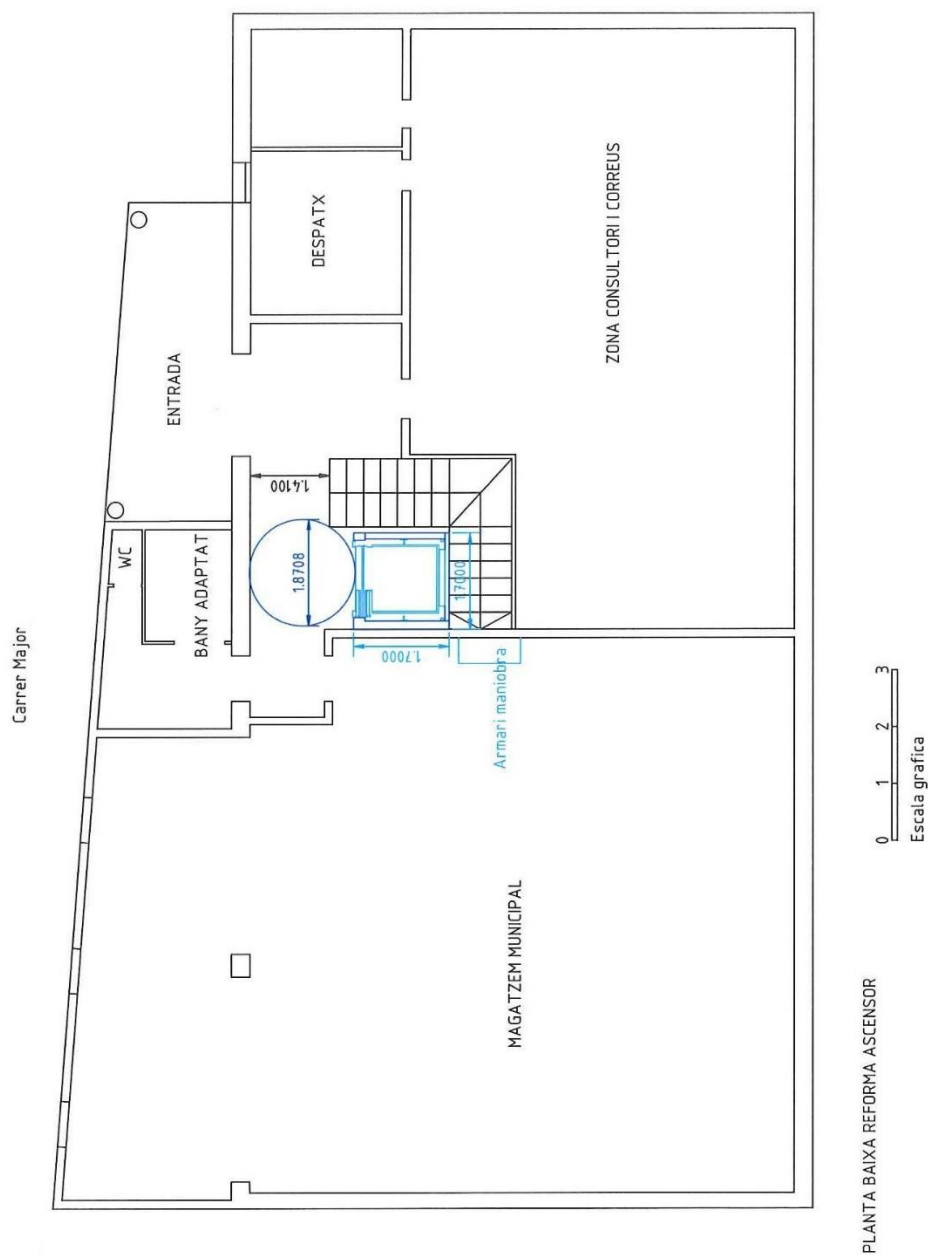 Carrer Major
WC
BANY ADAPTAT
ENTRADA
DESPATX
1.4100
1.8708
1.7000
1.7000
Armari maniobra
ZONA CONSULTORI I CORREUS
MAGATZEM MUNICIPAL
0 1 2 3
Escala grafica
PLANTA BAIXA REFORMA ASCENSOR